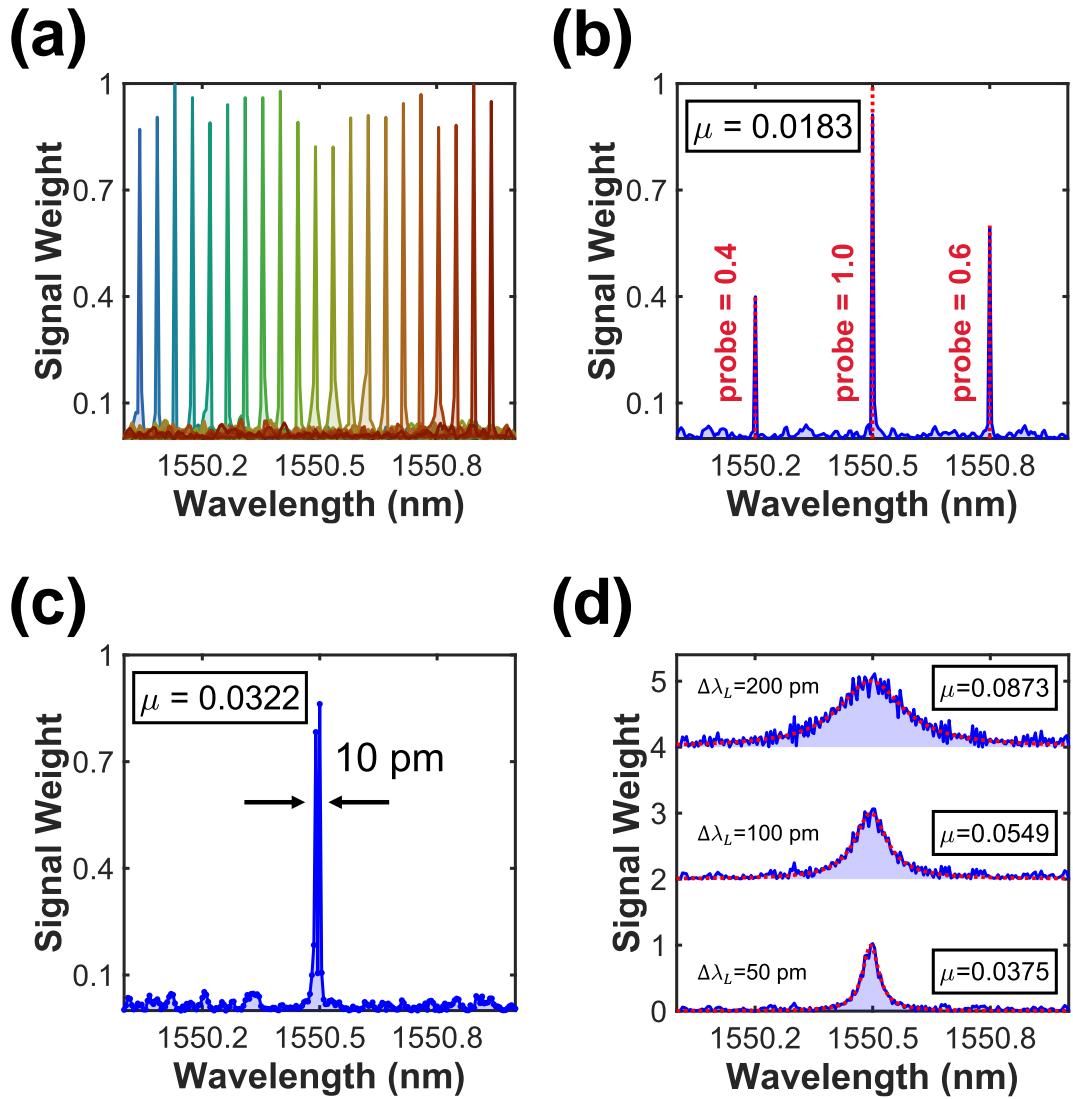 (a)
1
0.7
0.4
0.1
Signal Weight
1550.2 1550.5 1550.8
Wavelength (nm)
(b)
1
0.7
0.4
0.1
Signal Weight
μ = 0.0183
probe = 0.4
probe = 1.0
probe = 0.6
1550.2 1550.5 1550.8
Wavelength (nm)
(c)
1
0.7
0.4
0.1
Signal Weight
μ = 0.0322
10 pm
1550.2 1550.5 1550.8
Wavelength (nm)
(d)
5
4
3
2
1
0
Signal Weight
Δλ_L=200 pm
μ=0.0873
Δλ_L=100 pm
μ=0.0549
Δλ_L=50 pm
μ=0.0375
1550.2 1550.5 1550.8
Wavelength (nm)